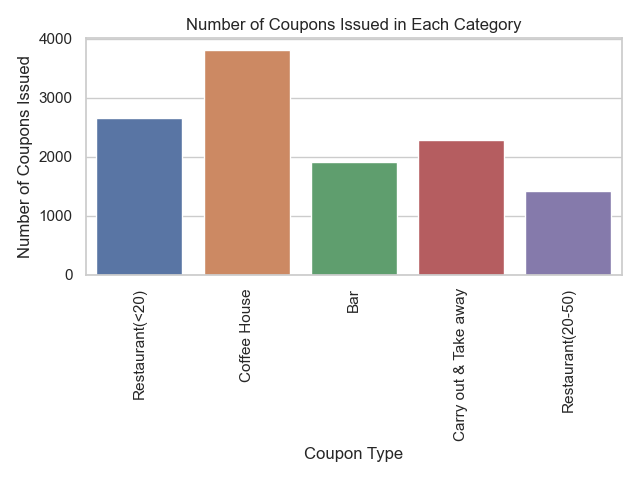 Number of Coupons Issued in Each Category
Number of Coupons Issued
4000
3000
2000
1000
0
Restaurant(<20)
Coffee House
Bar
Carry out & Take away
Restaurant(20-50)
Coupon Type